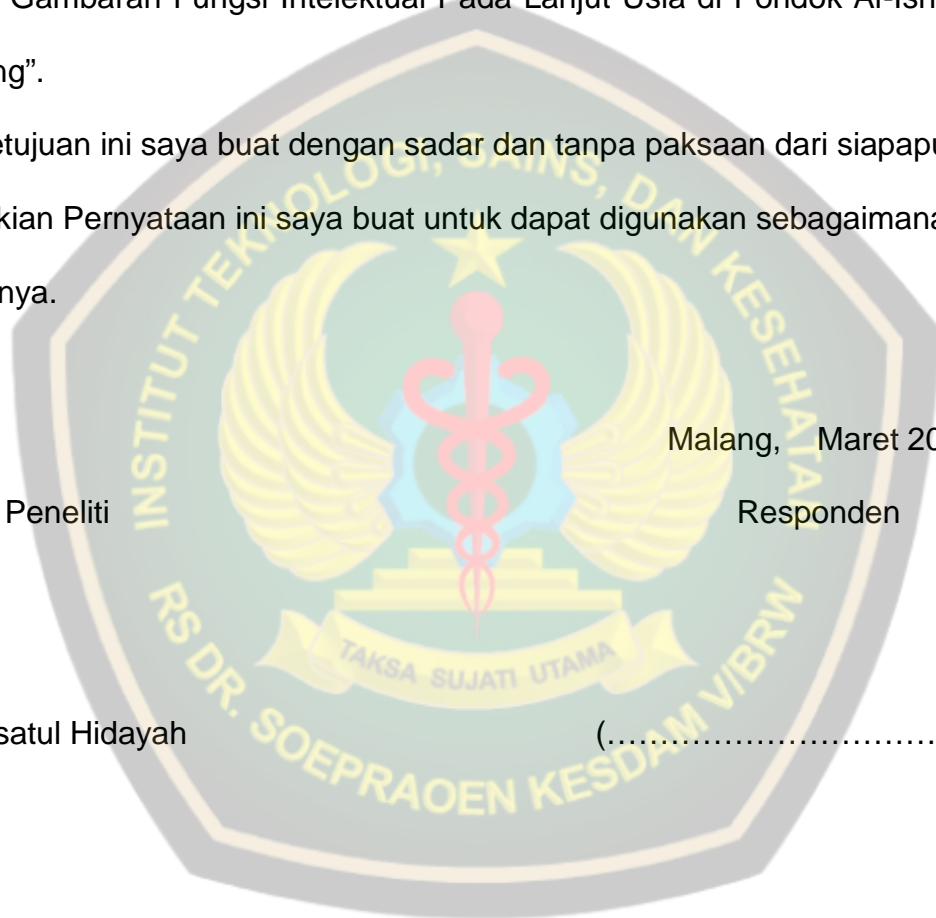 Gambaran Fungsi Intelektual Pada Lanjut Usia di Pondok Al-Ish
ng”.
etujuan ini saya buat dengan sadar dan tanpa paksaan dari siapapu
kian Pernyataan ini saya buat untuk dapat digunakan sebagaimana
nya.
Malang, Maret 20
Peneliti Responden
satul Hidayah (……………………………
INSTITUT TEKNOLOGI, SAINS, DAN KESEHATAN
RS DR. SOEPRAOEN KESDAM V/BRW
TAKSA SUJATI UTAMA